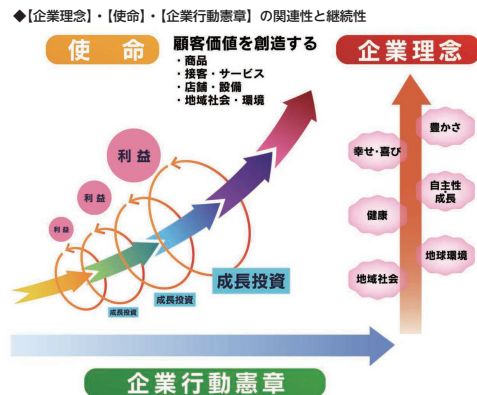 ◆【企業理念】・【使命】・【企業行動憲章】の関連性と継続性
使 命
顧客価値を創造する
・商品
・接客・サービス
・店舗・設備
・地域社会・環境
企業理念
豊かさ
幸せ・喜び
自主性
・成長
健康
地球環境
地域社会
利益
利益
利益
成長投資
成長投資
成長投資
企業行動憲章